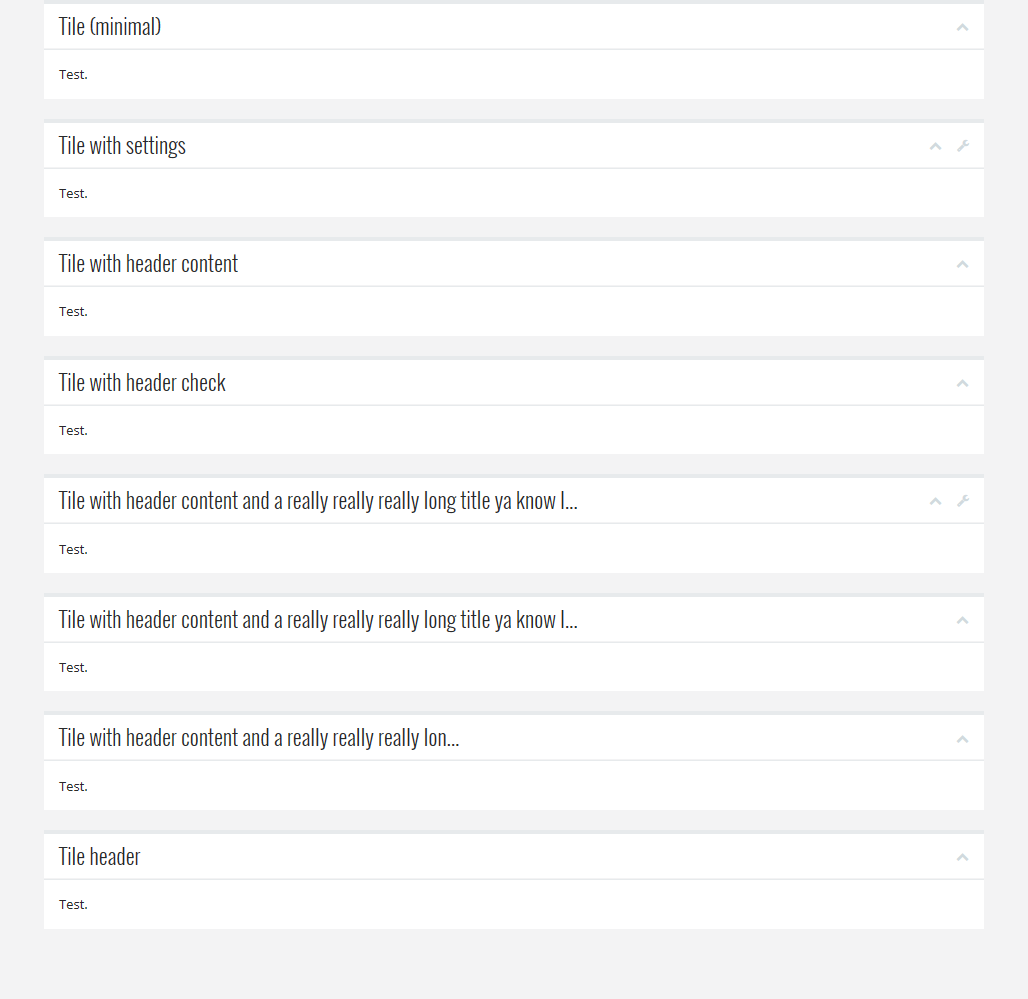 Tile (minimal)
Test.
Tile with settings
Test.
Tile with header content
Test.
Tile with header check
Test.
Tile with header content and a really really really long title ya know I...
Test.
Tile with header content and a really really really long title ya know I...
Test.
Tile with header content and a really really really lon...
Test.
Tile header
Test.